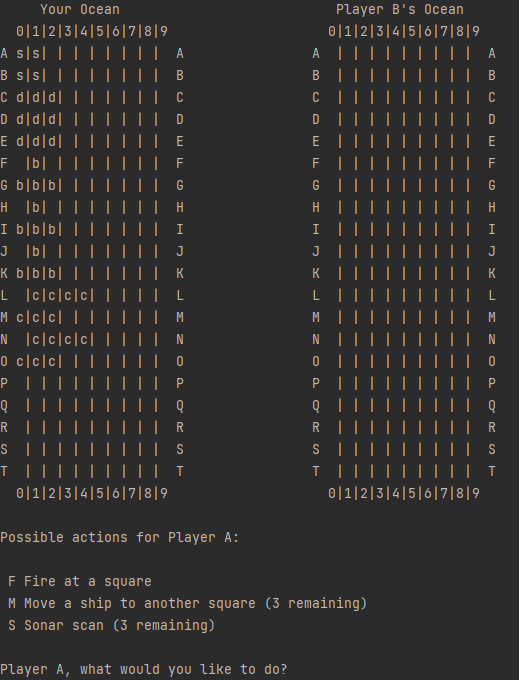 Your Ocean                           Player B's Ocean
  0|1|2|3|4|5|6|7|8|9                    0|1|2|3|4|5|6|7|8|9
A s|s| | | | | | | |  A                A  | | | | | | | | |  A
B s|s| | | | | | | |  B                B  | | | | | | | | |  B
C d|d|d| | | | | | |  C                C  | | | | | | | | |  C
D d|d|d| | | | | | |  D                D  | | | | | | | | |  D
E d|d|d| | | | | | |  E                E  | | | | | | | | |  E
F  |b| | | | | | | |  F                F  | | | | | | | | |  F
G b|b|b| | | | | | |  G                G  | | | | | | | | |  G
H  |b| | | | | | | |  H                H  | | | | | | | | |  H
I b|b|b| | | | | | |  I                I  | | | | | | | | |  I
J  |b| | | | | | | |  J                J  | | | | | | | | |  J
K b|b|b| | | | | | |  K                K  | | | | | | | | |  K
L  |c|c|c|c| | | | |  L                L  | | | | | | | | |  L
M c|c|c| | | | | | |  M                M  | | | | | | | | |  M
N  |c|c|c|c| | | | |  N                N  | | | | | | | | |  N
O c|c|c| | | | | | |  O                O  | | | | | | | | |  O
P  | | | | | | | | |  P                P  | | | | | | | | |  P
Q  | | | | | | | | |  Q                Q  | | | | | | | | |  Q
R  | | | | | | | | |  R                R  | | | | | | | | |  R
S  | | | | | | | | |  S                S  | | | | | | | | |  S
T  | | | | | | | | |  T                T  | | | | | | | | |  T
  0|1|2|3|4|5|6|7|8|9                    0|1|2|3|4|5|6|7|8|9

Possible actions for Player A:

 F Fire at a square
 M Move a ship to another square (3 remaining)
 S Sonar scan (3 remaining)

Player A, what would you like to do?